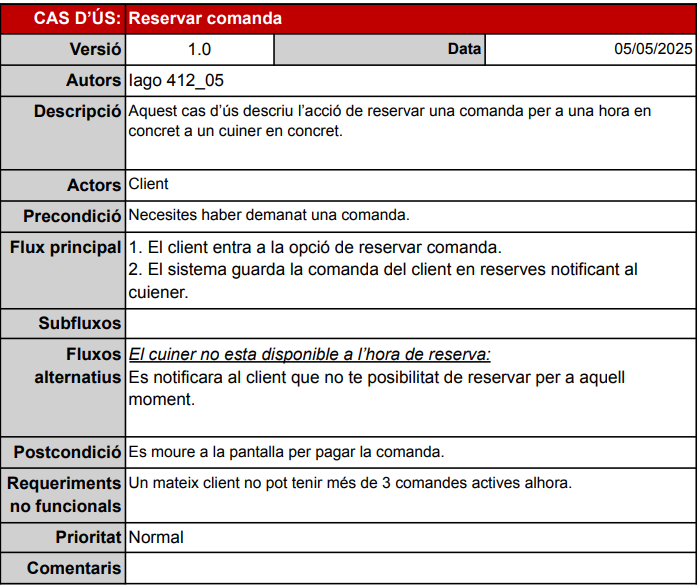 CAS D'ÚS: Reservar comanda
Versió 1.0 Data 05/05/2025
Autors Iago 412_05
Descripció Aquest cas d'ús descriu l'acció de reservar una comanda per a una hora en
concret a un cuiner en concret.
Actors Client
Precondició Necesites haber demanat una comanda.
Flux principal 1. El client entra a la opció de reservar comanda.
2. El sistema guarda la comanda del client en reserves notificant al
cuiener.
Subfluxos
Fluxos El cuiner no esta disponible a l'hora de reserva:
alternatius Es notificara al client que no te posibilitat de reservar per a aquell
moment.
Postcondició Es moure a la pantalla per pagar la comanda.
Requeriments Un mateix client no pot tenir més de 3 comandes actives alhora.
no funcionals
Prioritat Normal
Comentaris